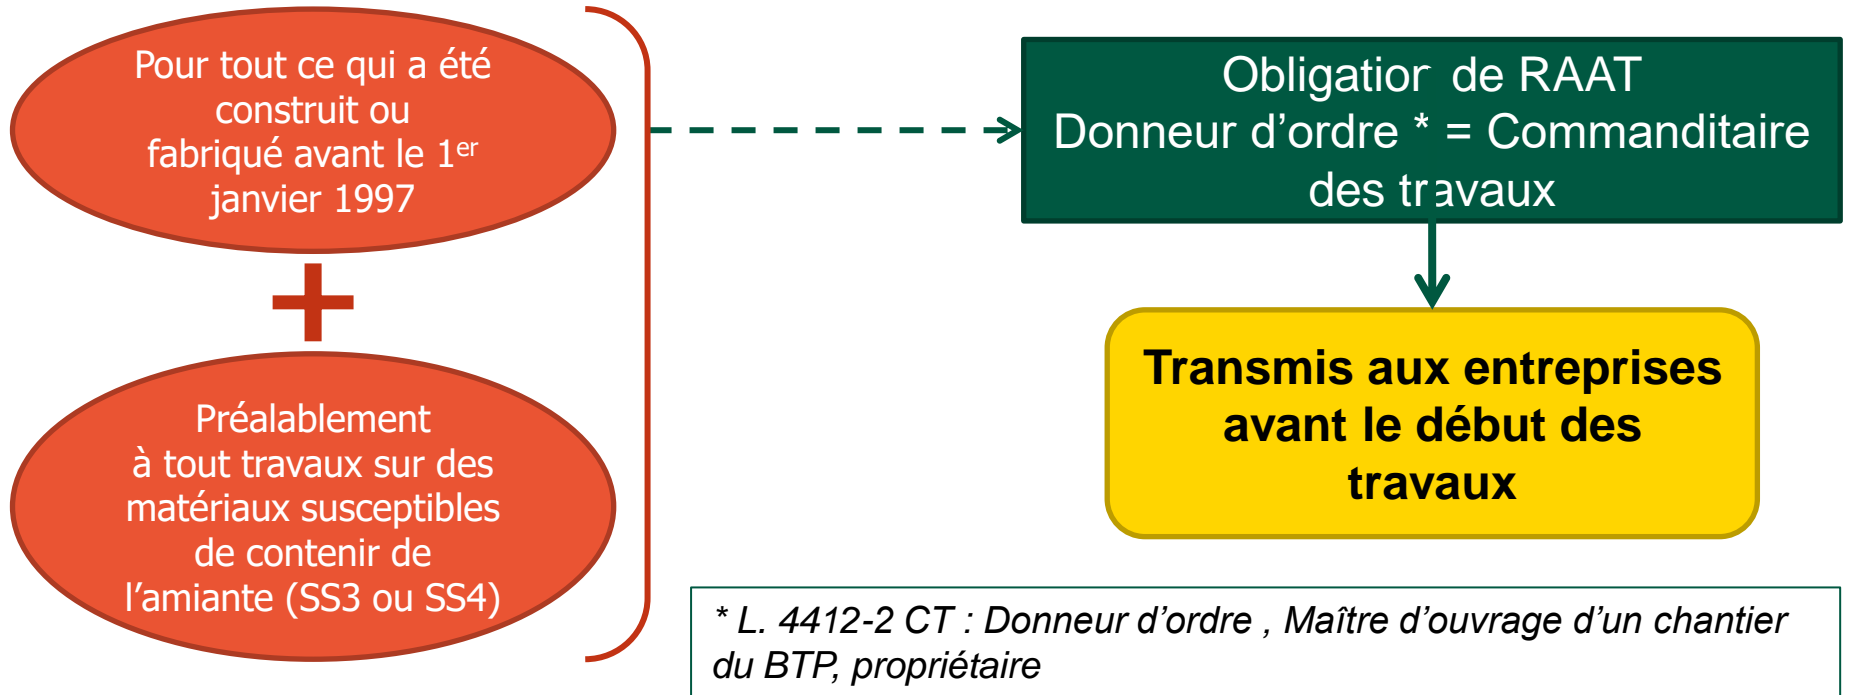 Pour tout ce qui a été
construit ou
fabriqué avant le 1er
janvier 1997
+
Préalablement
à tout travaux sur des
matériaux susceptibles
de contenir de
l’amiante (SS3 ou SS4)
Obligation de RAAT
Donneur d’ordre * = Commanditaire
des travaux
Transmis aux entreprises
avant le début des
travaux
* L. 4412-2 CT : Donneur d’ordre , Maître d’ouvrage d’un chantier
du BTP, propriétaire